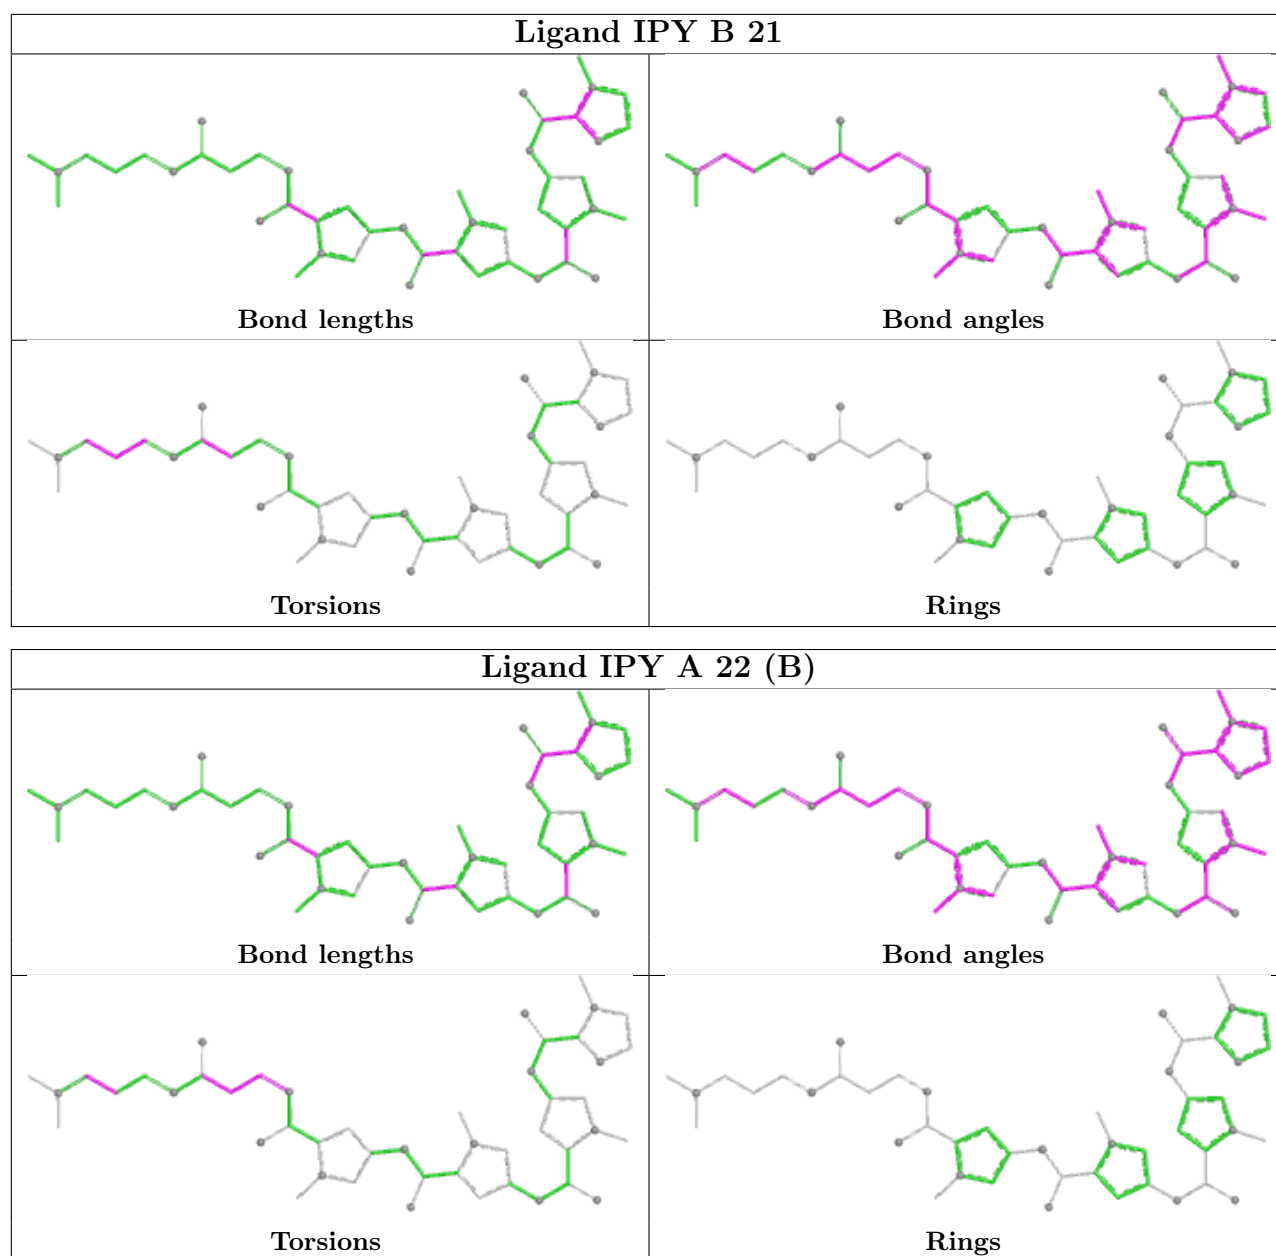 Ligand IPY B 21
Bond lengths
Bond angles
Torsions
Rings
Ligand IPY A 22 (B)
Bond lengths
Bond angles
Torsions
Rings